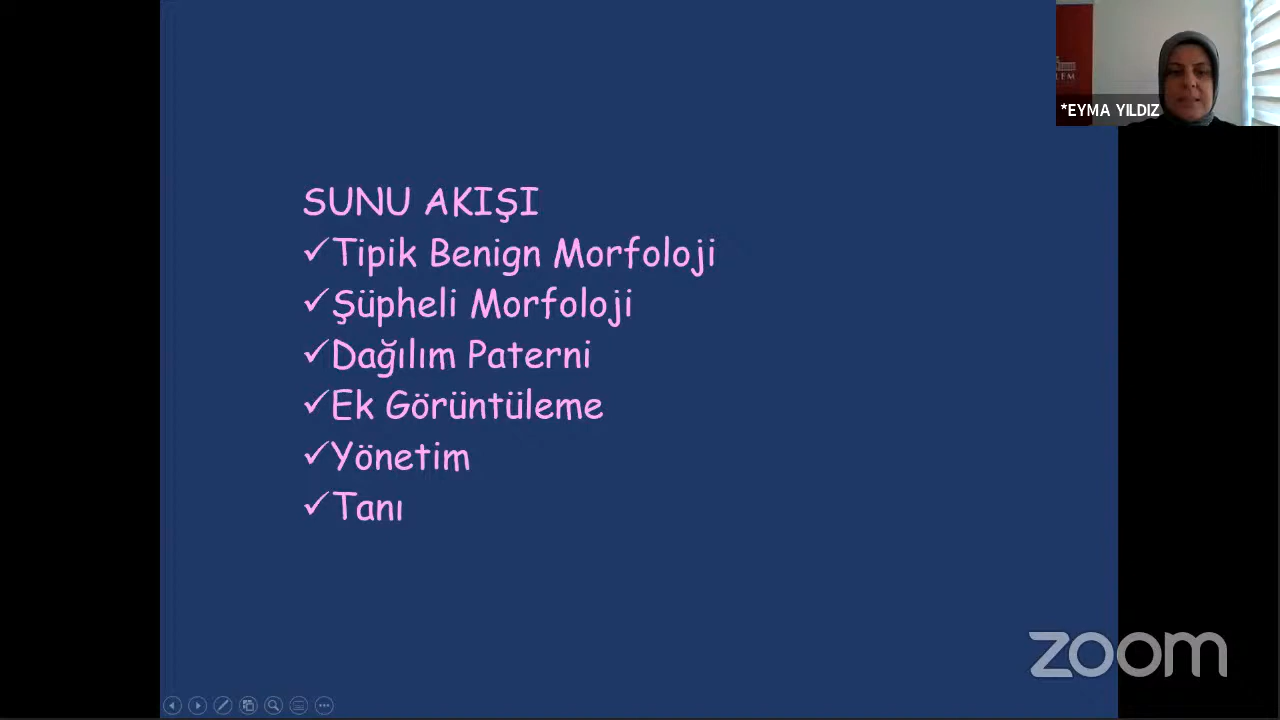 SUNU AKIŞI
✓Tipik Benign Morfoloji
✓Şüpheli Morfoloji
✓Dağılım Paterni
✓Ek Görüntüleme
✓Yönetim
✓Tanı
*EYMA YILDIZ
zoom